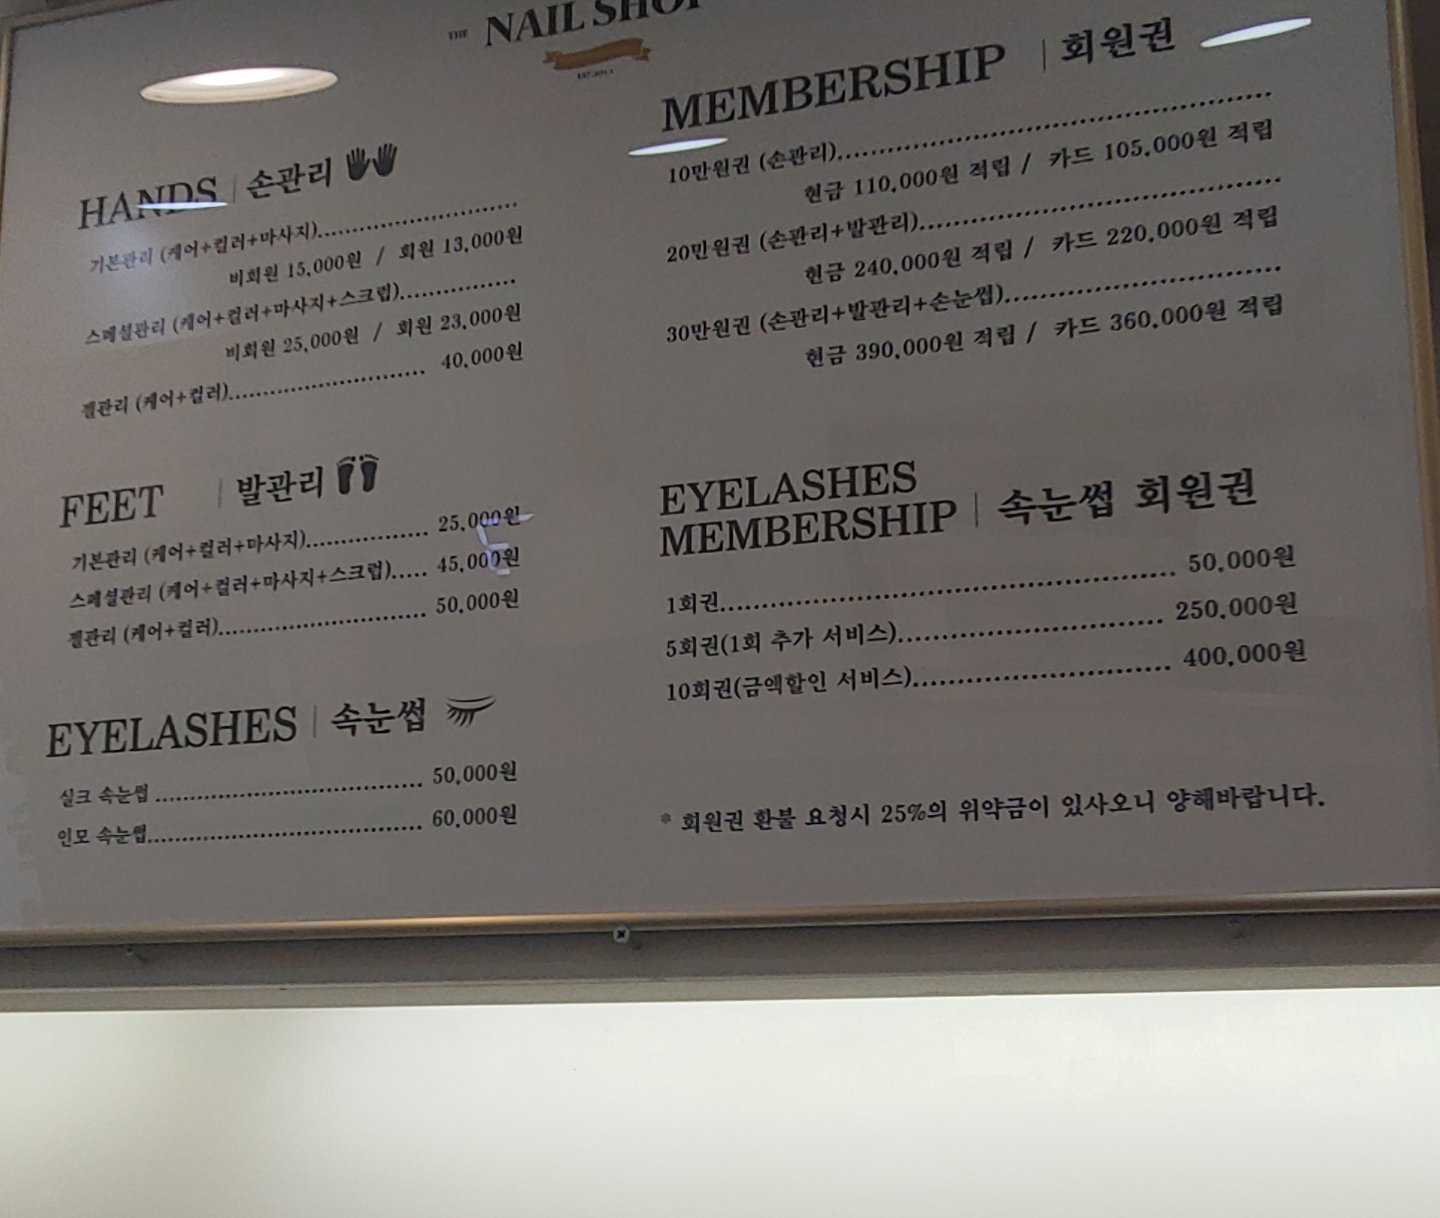 THE NAIL SHOP
HANDS | 손관리
기본관리 (케어+컬러+마사지)..............................
비회원 15,000원 / 회원 13,000원
스페셜관리 (케어+컬러+마사지+스크럽)..................
비회원 25,000원 / 회원 23,000원
젤관리 (케어+컬러)............................... 40,000원
FEET | 발관리
기본관리 (케어+컬러+마사지).................. 25,000원
스페셜관리 (케어+컬러+마사지+스크럽)..... 45,000원
젤관리 (케어+컬러)............................... 50,000원
EYELASHES | 속눈썹
실크 속눈썹 ........................................ 50,000원
인모 속눈썹......................................... 60,000원
MEMBERSHIP | 회원권
10만원권 (손관리)................................................................
현금 110,000원 적립 / 카드 105,000원 적립
20만원권 (손관리+발관리).....................................................
현금 240,000원 적립 / 카드 220,000원 적립
30만원권 (손관리+발관리+손눈썹).........................................
현금 390,000원 적립 / 카드 360,000원 적립
EYELASHES
MEMBERSHIP | 속눈썹 회원권
1회권.................................................................. 50,000원
5회권(1회 추가 서비스)....................................... 250,000원
10회권(금액할인 서비스)..................................... 400,000원
* 회원권 환불 요청시 25%의 위약금이 있사오니 양해바랍니다.